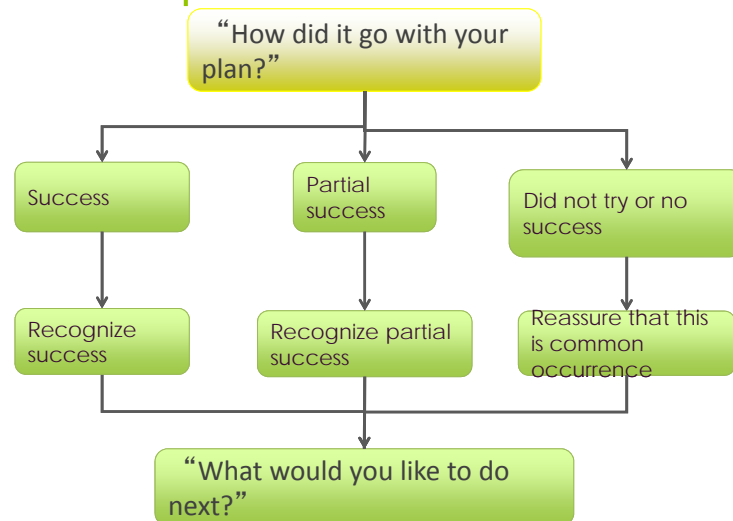 “How did it go with your
plan?”
Success
Partial
success
Did not try or no
success
Recognize
success
Recognize partial
success
Reassure that this
is common
occurrence
“What would you like to do
next?”